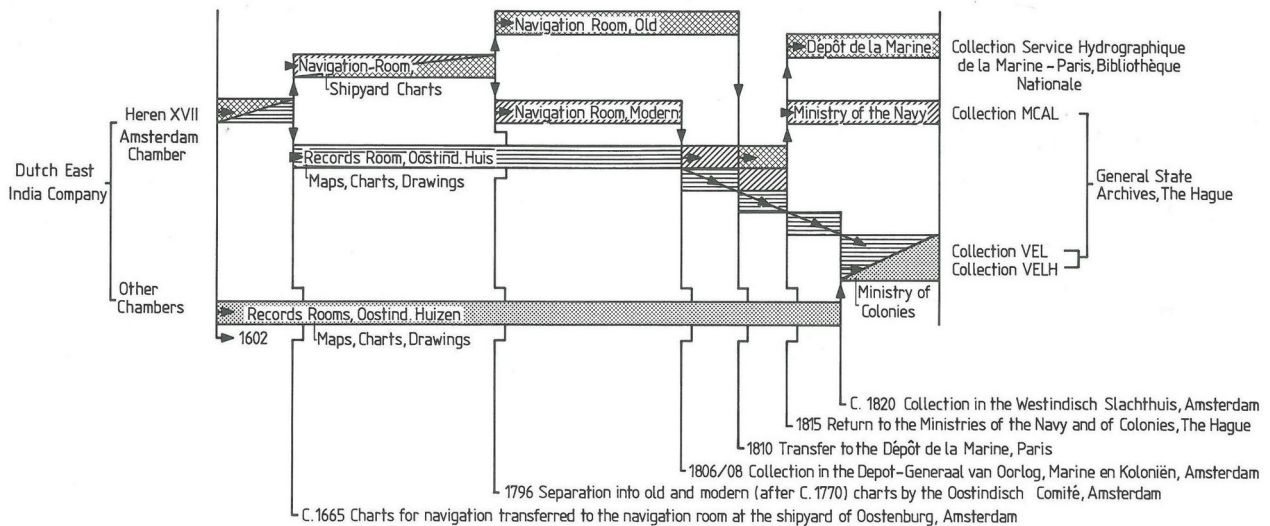 Navigation Room, Old
Navigation-Room,
Shipyard Charts
Dépôt de la Marine
Collection Service Hydrographique
de la Marine – Paris, Bibliothèque
Nationale
Heren XVII
Amsterdam
Chamber
Navigation Room, Modern
Ministry of the Navy
Collection MCAL
Dutch East
India Company
Records Room, Oostind. Huis
Maps, Charts, Drawings
General State
Archives, The Hague
Collection VEL
Collection VELH
Other
Chambers
Records Rooms, Oostind. Huizen
Maps, Charts, Drawings
Ministry of
Colonies
1602
C. 1820 Collection in the Westindisch Slachthuis, Amsterdam
1815 Return to the Ministries of the Navy and of Colonies, The Hague
1810 Transfer to the Dépôt de la Marine, Paris
1806/08 Collection in the Depot-Generaal van Oorlog, Marine en Koloniën, Amsterdam
1796 Separation into old and modern (after C. 1770) charts by the Oostindisch Comité, Amsterdam
C. 1665 Charts for navigation transferred to the navigation room at the shipyard of Oostenburg, Amsterdam